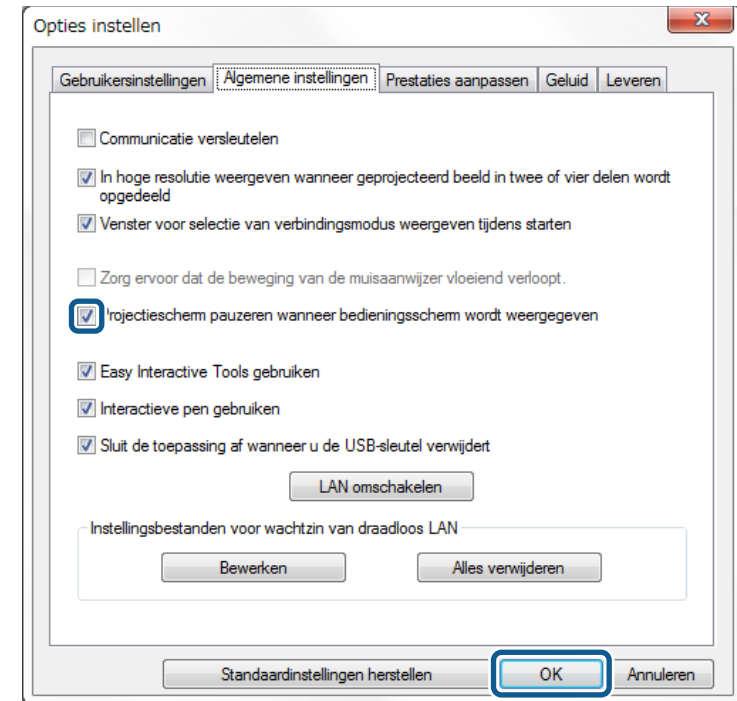 Opties instellen
Gebruikersinstellingen Algemene instellingen Prestaties aanpassen Geluid Leveren
Communicatie versleutelen
In hoge resolutie weergeven wanneer geprojecteerd beeld in twee of vier delen wordt
opgedeeld
Venster voor selectie van verbindingsmodus weergeven tijdens starten
Zorg ervoor dat de beweging van de muisaanwijzer vloeiend verloopt.
Projectiescherm pauzeren wanneer bedieningsscherm wordt weergegeven
Easy Interactive Tools gebruiken
Interactieve pen gebruiken
Sluit de toepassing af wanneer u de USB-sleutel verwijdert
LAN omschakelen
Instellingsbestanden voor wachtzin van draadloos LAN
Bewerken Alles verwijderen
Standaardinstellingen herstellen OK Annuleren